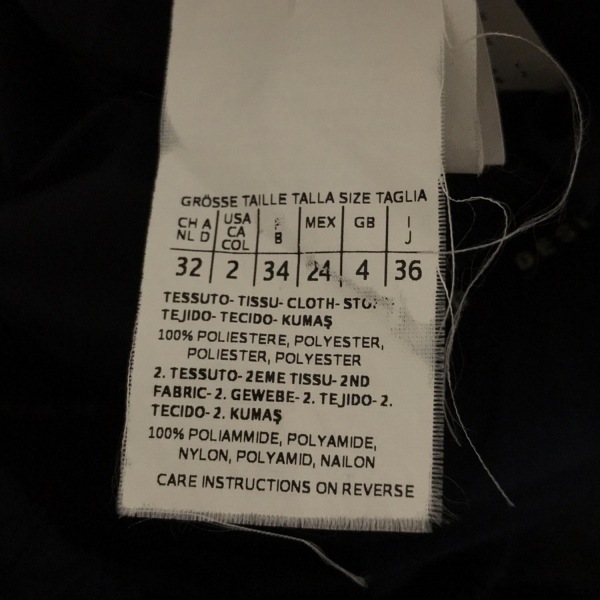 GRÖSSE TAILLE TALLA SIZE TAGLIA
CH A USA MEX GB I
NL D CA B J
COL
32 2 34 24 4 36
TESSUTO- TISSU- CLOTH-
TEJIDO- TECIDO- KUMAŞ
100% POLIESTERE, POLYESTER,
POLIESTER, POLYESTER
2. TESSUTO- 2EME TISSU- 2ND
FABRIC- 2. GEWEBE- 2. TEJIDO- 2.
TECIDO- 2. KUMAŞ
100% POLIAMMIDE, POLYAMIDE,
NYLON, POLYAMID, NAILON
CARE INSTRUCTIONS ON REVERSE